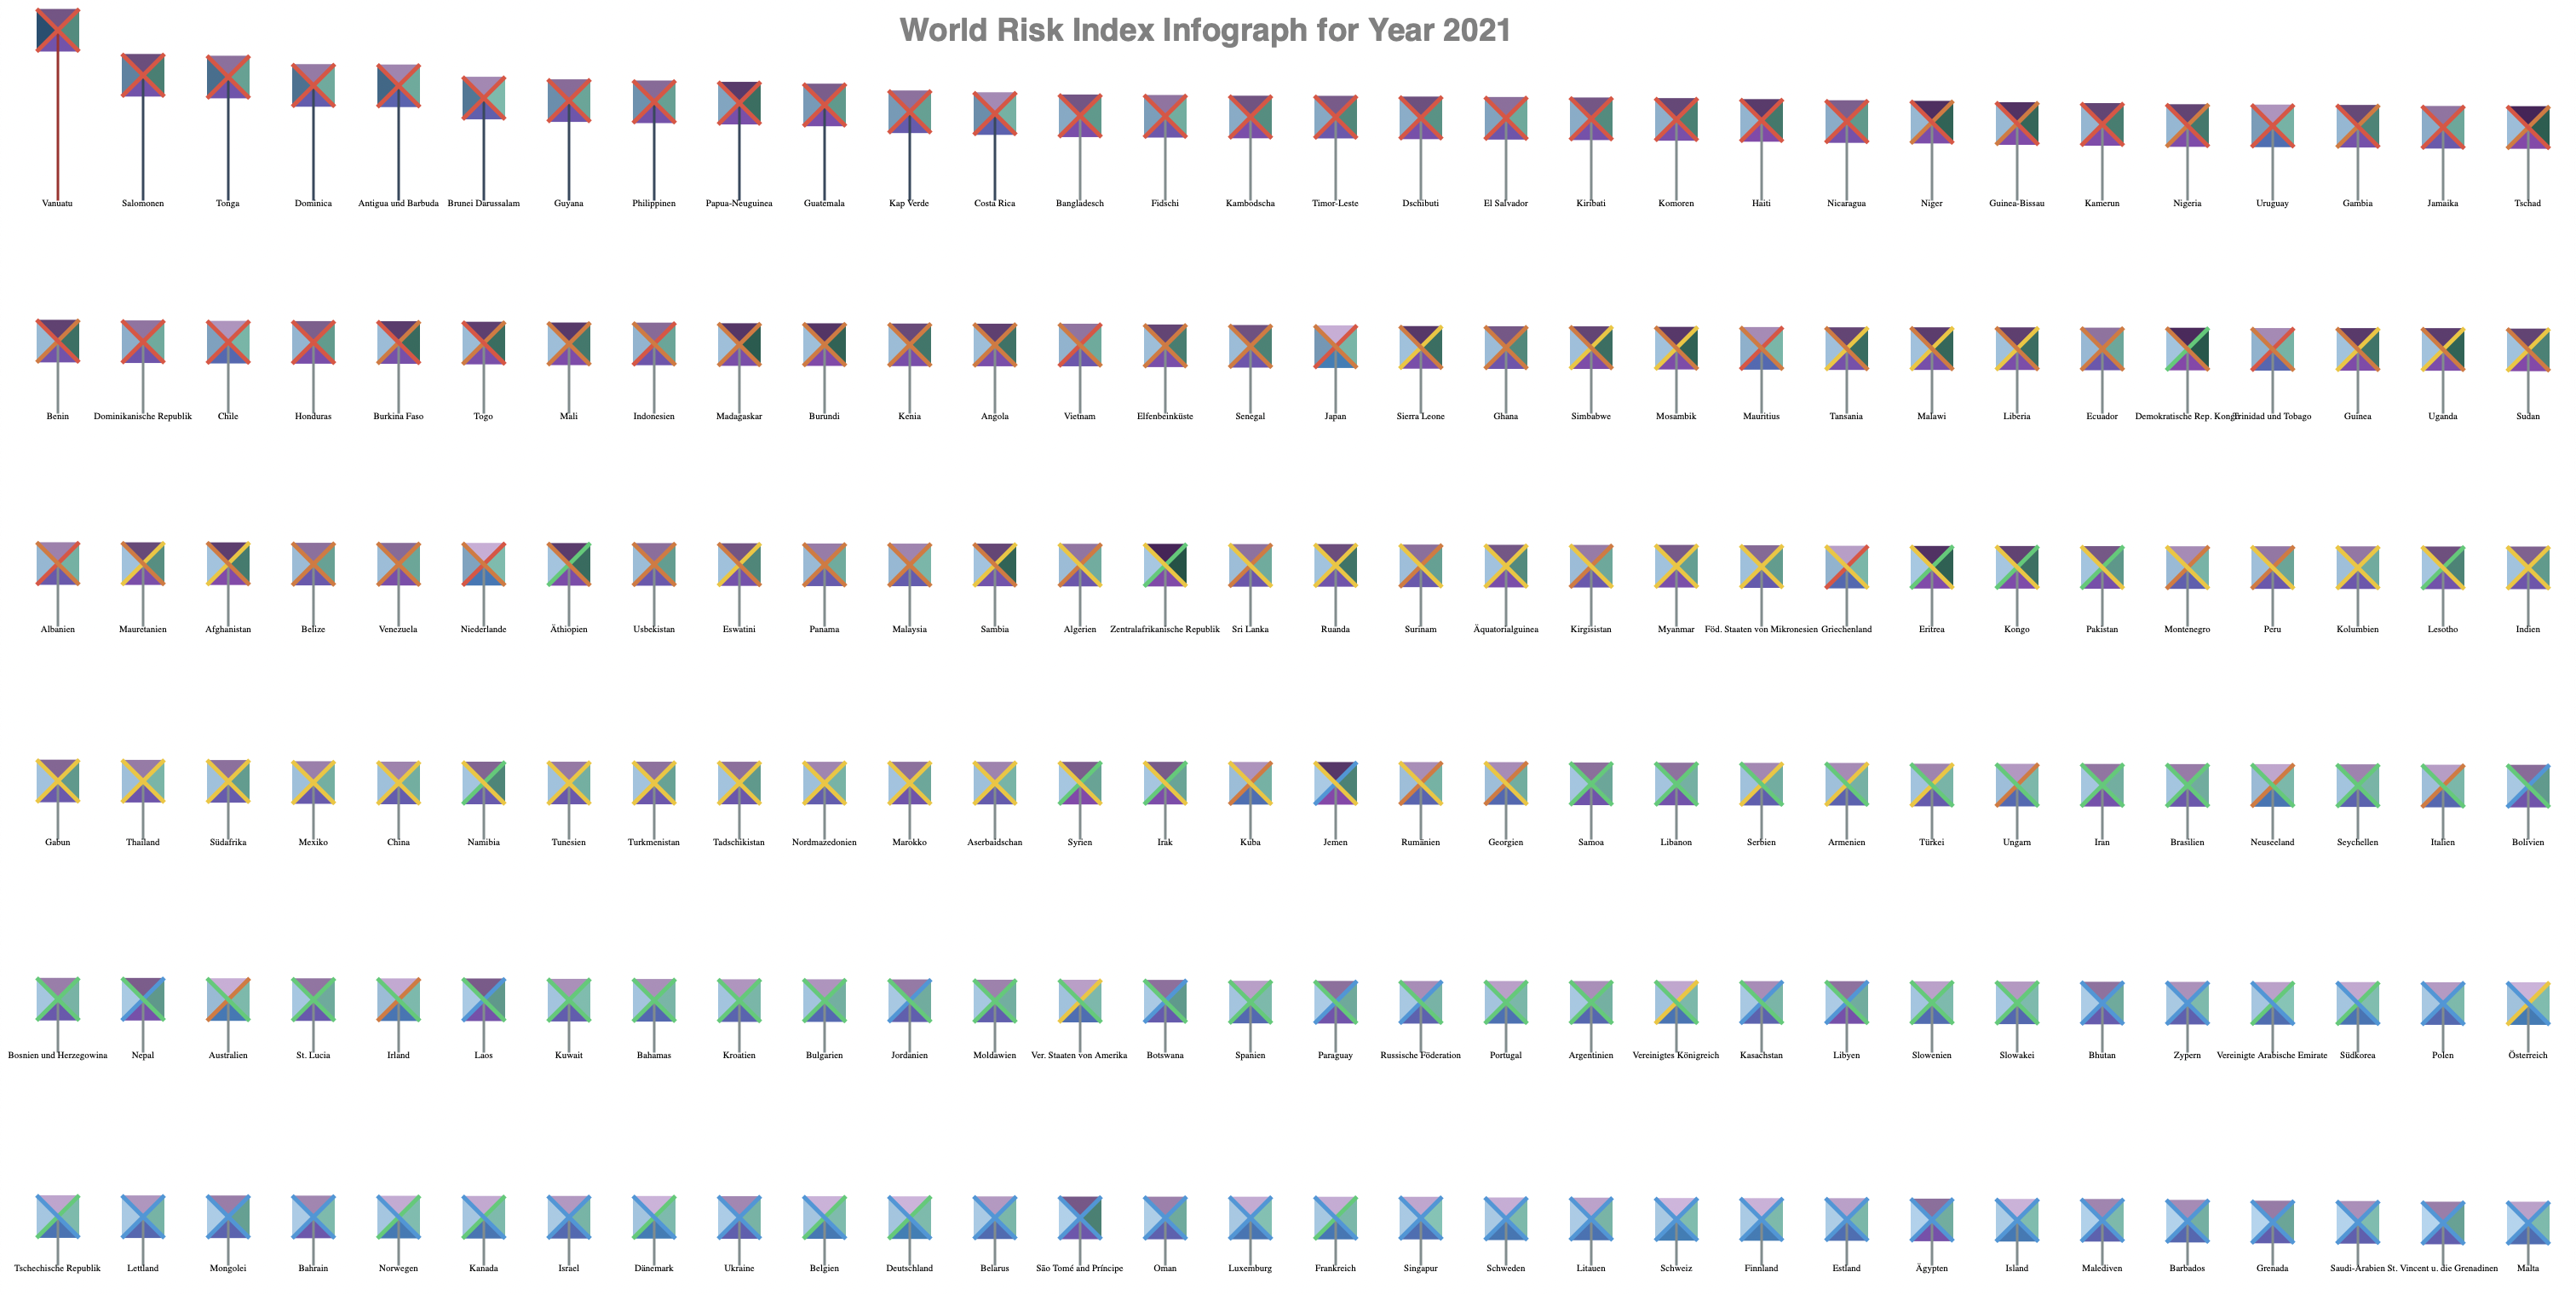 World Risk Index Infograph for Year 2021
Vanuatu Salomonen Tonga Dominica Antigua und Barbuda Brunei Darussalam Guyana Philippinen Papua-Neuguinea Guatemala Kap Verde Costa Rica Bangladesch Fidschi Kambodscha Timor-Leste Dschibuti El Salvador Kiribati Komoren Haiti Nicaragua Niger Guinea-Bissau Kamerun Nigeria Uruguay Gambia Jamaika Tschad
Benin Dominikanische Republik Chile Honduras Burkina Faso Togo Mali Indonesien Madagaskar Burundi Kenia Angola Vietnam Elfenbeinküste Senegal Japan Sierra Leone Ghana Simbabwe Mosambik Mauritius Tansania Malawi Liberia Ecuador Demokratische Rep. Kongo Trinidad und Tobago Guinea Uganda Sudan
Albanien Mauretanien Afghanistan Belize Venezuela Niederlande Äthiopien Usbekistan Eswatini Panama Malaysia Sambia Algerien Zentralafrikanische Republik Sri Lanka Ruanda Surinam Äquatorialguinea Kirgisistan Myanmar Föd. Staaten von Mikronesien Griechenland Eritrea Kongo Pakistan Montenegro Peru Kolumbien Lesotho Indien
Gabun Thailand Südafrika Mexiko China Namibia Tunesien Turkmenistan Tadschikistan Nordmazedonien Marokko Aserbaidschan Syrien Irak Kuba Jemen Rumänien Georgien Samoa Libanon Serbien Armenien Türkei Ungarn Iran Brasilien Neuseeland Seychellen Italien Bolivien
Bosnien und Herzegowina Nepal Australien St. Lucia Irland Laos Kuwait Bahamas Kroatien Bulgarien Jordanien Moldawien Ver. Staaten von Amerika Botswana Spanien Paraguay Russische Föderation Portugal Argentinien Vereinigtes Königreich Kasachstan Libyen Slowenien Slowakei Bhutan Zypern Vereinigte Arabische Emirate Südkorea Polen Österreich
Tschechische Republik Lettland Mongolei Bahrain Norwegen Kanada Israel Dänemark Ukraine Belgien Deutschland Belarus São Tomé and Príncipe Oman Luxemburg Frankreich Singapur Schweden Litauen Schweiz Finnland Estland Ägypten Island Malediven Barbados Grenada Saudi-Arabien St. Vincent u. die Grenadinen Malta